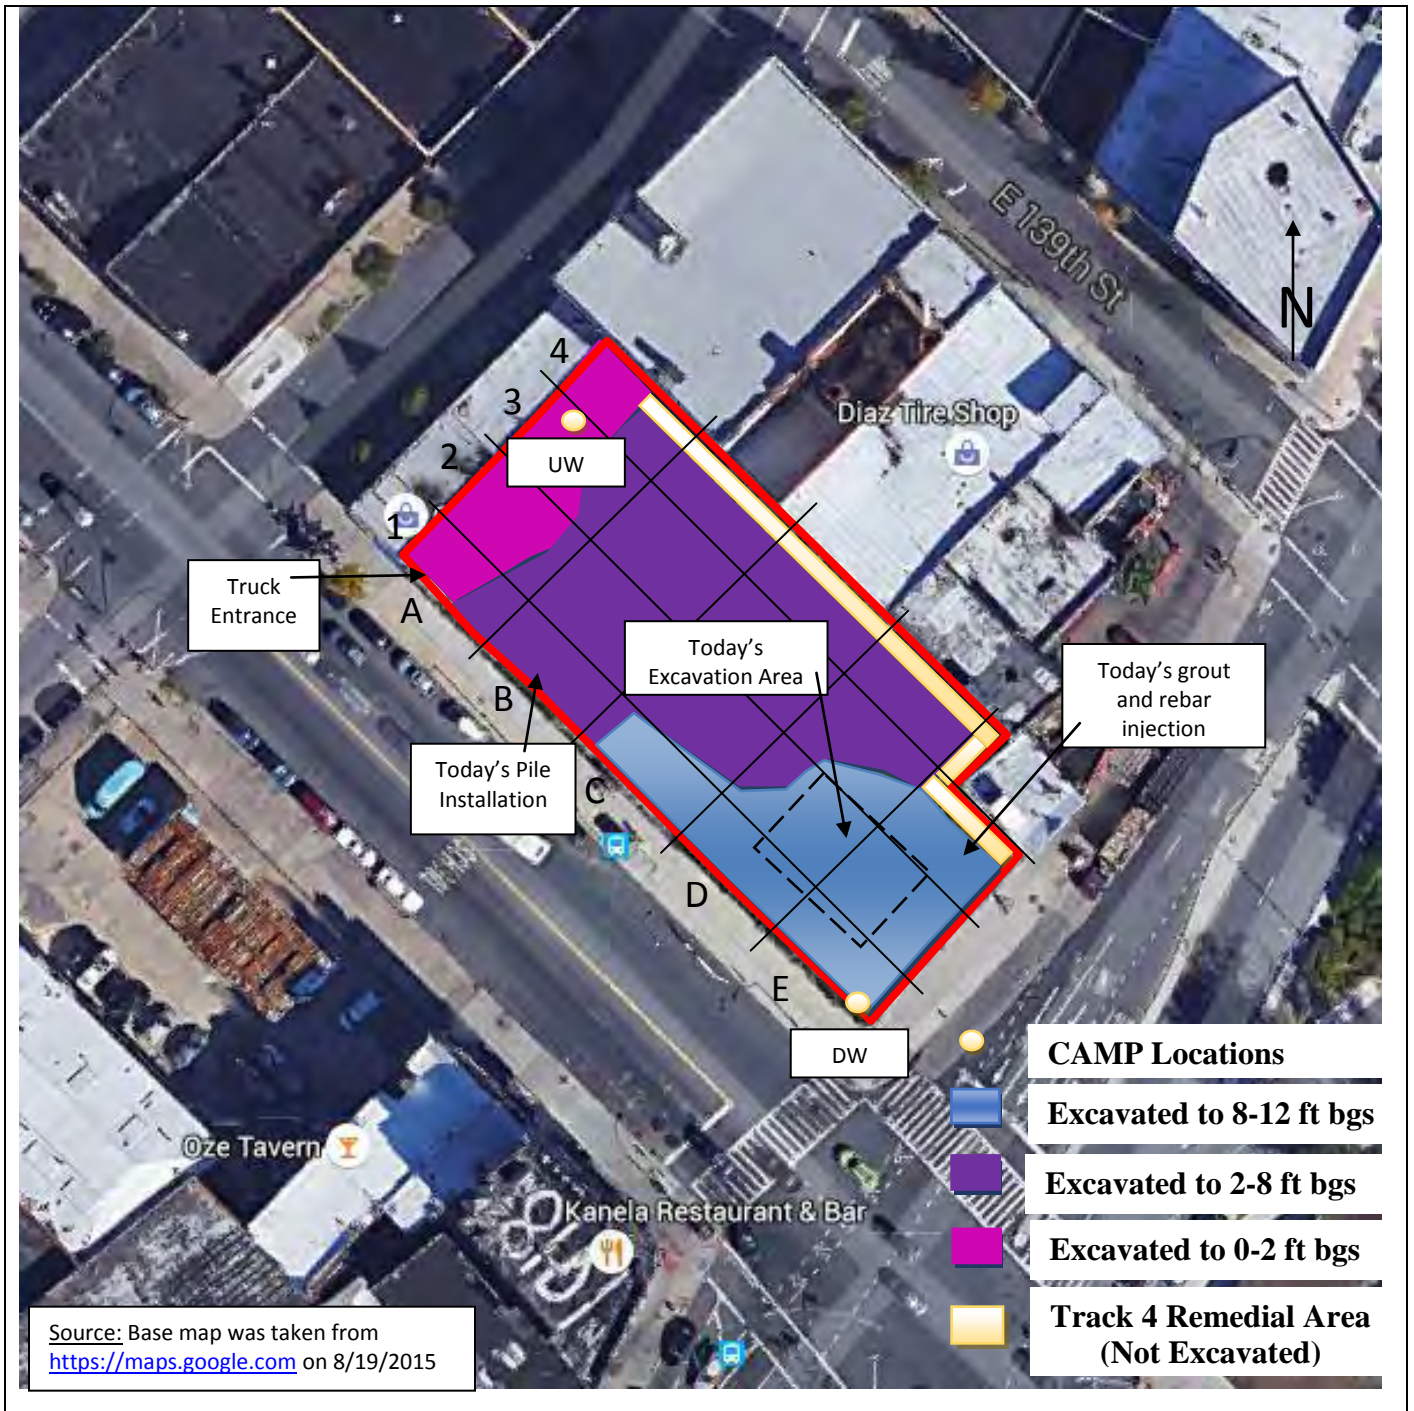 E 139th St
N
Diaz Tire Shop
4
3
2
1
UW
Truck
Entrance
A
B
C
D
E
Today's
Excavation Area
Today's grout
and rebar
injection
Today's Pile
Installation
DW
CAMP Locations
Excavated to 8-12 ft bgs
Excavated to 2-8 ft bgs
Excavated to 0-2 ft bgs
Track 4 Remedial Area
(Not Excavated)
Oze Tavern
Kanela Restaurant & Bar
Source: Base map was taken from
https://maps.google.com on 8/19/2015